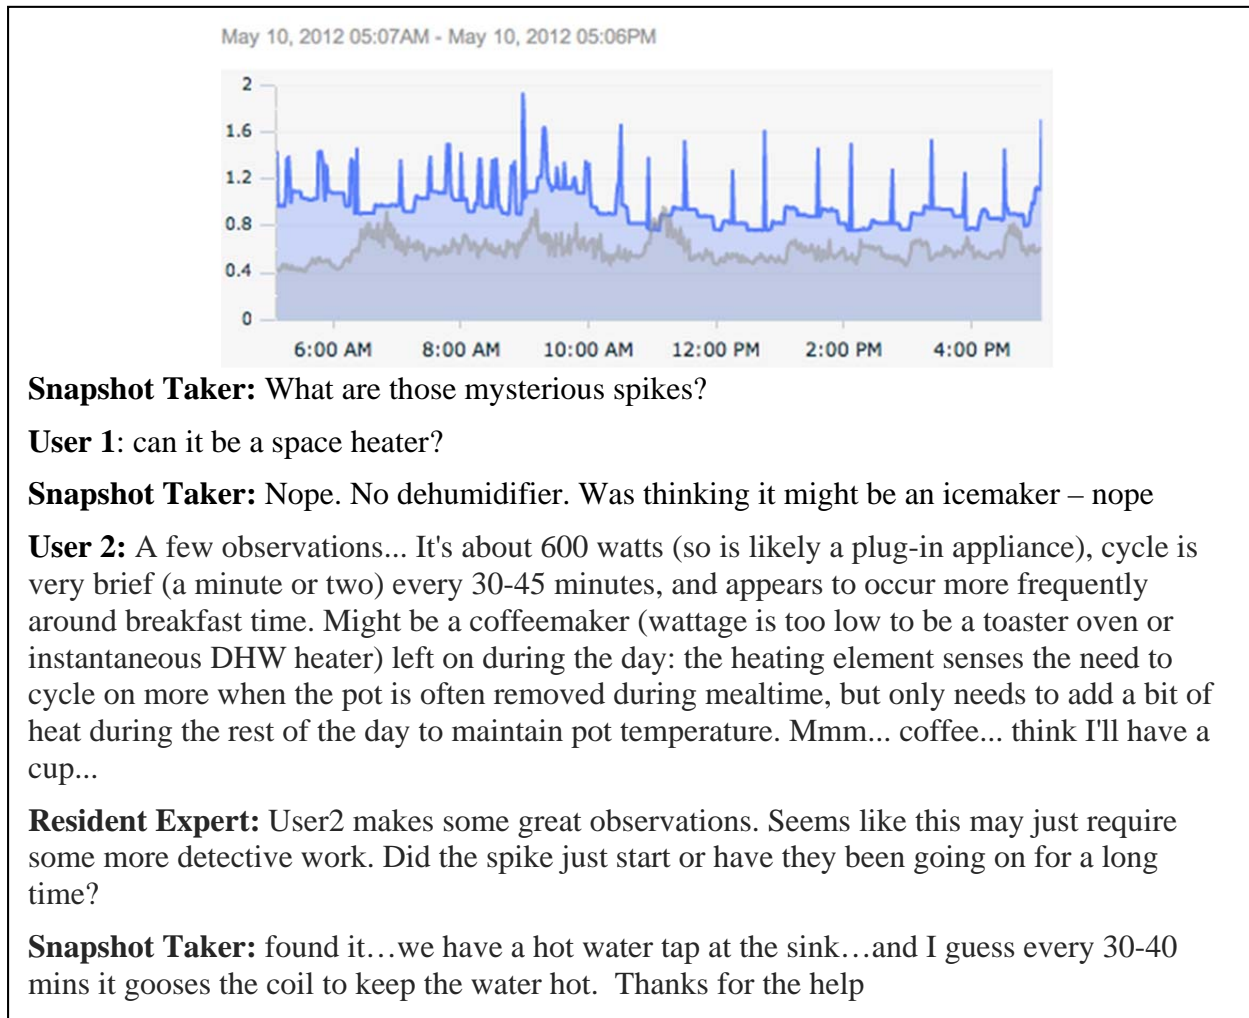 May 10, 2012 05:07AM - May 10, 2012 05:06PM
2
1.6
1.2
0.8
0.4
0
6:00 AM 8:00 AM 10:00 AM 12:00 PM 2:00 PM 4:00 PM
Snapshot Taker: What are those mysterious spikes?
User 1: can it be a space heater?
Snapshot Taker: Nope. No dehumidifier. Was thinking it might be an icemaker – nope
User 2: A few observations... It's about 600 watts (so is likely a plug-in appliance), cycle is
very brief (a minute or two) every 30-45 minutes, and appears to occur more frequently
around breakfast time. Might be a coffeemaker (wattage is too low to be a toaster oven or
instantaneous DHW heater) left on during the day: the heating element senses the need to
cycle on more when the pot is often removed during mealtime, but only needs to add a bit of
heat during the rest of the day to maintain pot temperature. Mmm... coffee... think I'll have a
cup...
Resident Expert: User2 makes some great observations. Seems like this may just require
some more detective work. Did the spike just start or have they been going on for a long
time?
Snapshot Taker: found it…we have a hot water tap at the sink…and I guess every 30-40
mins it gooses the coil to keep the water hot.  Thanks for the help